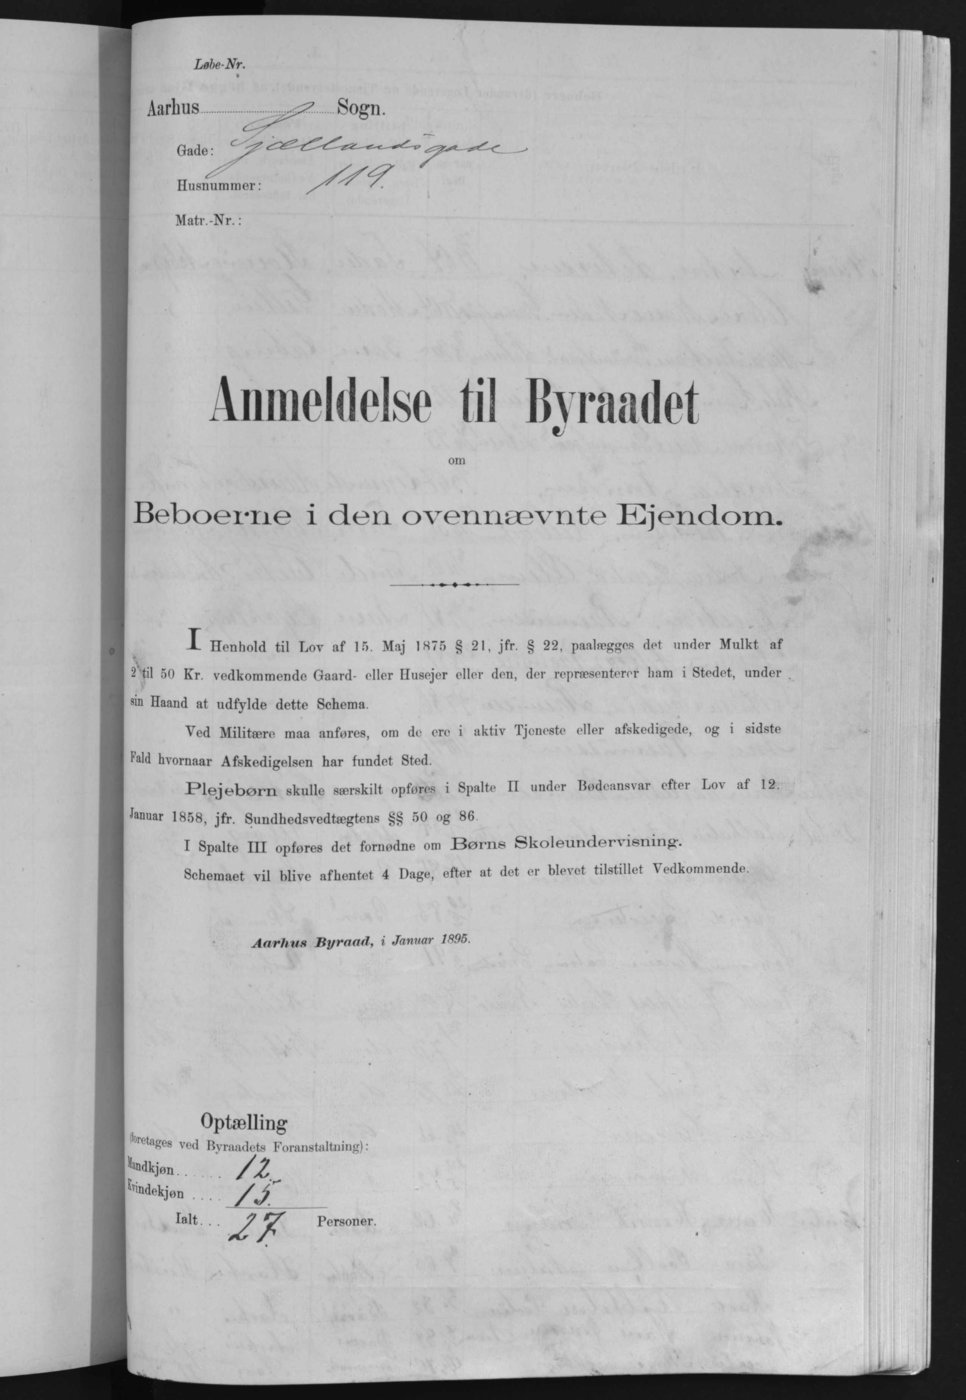 Løbe-Nr.
Aarhus Sogn.
Gade: Sjællandsgade
Husnummer: 119.
Matr.-Nr.:
Anmeldelse til Byraadet
om
Beboerne i den ovennævnte Ejendom.
I Henhold til Lov af 15. Maj 1875 § 21, jfr. § 22, paalægges det under Mulkt af
2 til 50 Kr. vedkommende Gaard- eller Husejer eller den, der repræsenterer ham i Stedet, under
sin Haand at udfylde dette Schema.
Ved Militære maa anføres, om de ere i aktiv Tjeneste eller afskedigede, og i sidste
Fald hvornaar Afskedigelsen har fundet Sted.
Plejebørn skulle særskilt opføres i Spalte II under Bødeansvar efter Lov af 12.
Januar 1858, jfr. Sundhedsvedtægtens §§ 50 og 86.
I Spalte III opføres det fornødne om Børns Skoleundervisning.
Schemaet vil blive afhentet 4 Dage, efter at det er blevet tilstillet Vedkommende.
Aarhus Byraad, i Januar 1895.
Optælling
(foretages ved Byraadets Foranstaltning):
Mandkjøn...... 12.
Kvindekjøn .... 15.
Ialt... 27. Personer.